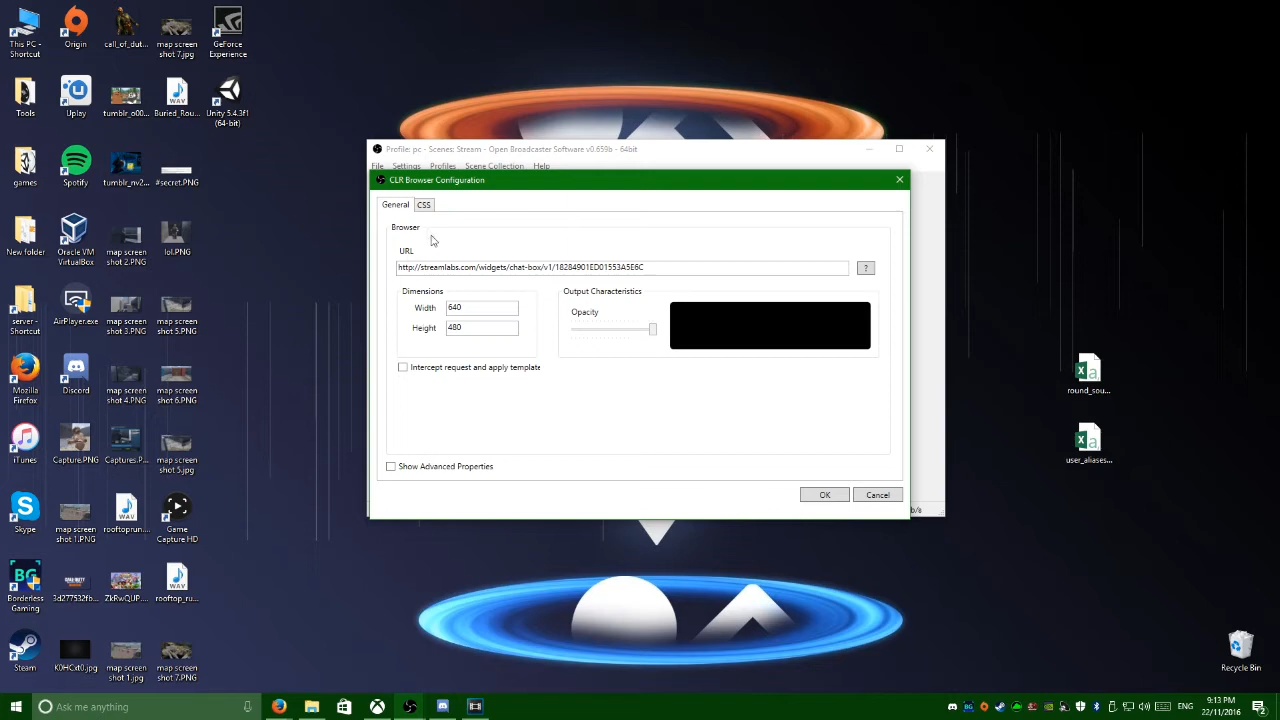 This PC -
Shortcut
Origin
call_of_dut...
map screen
shot 7.jpg
GeForce
Experience
Tools
Uplay
tumblr_o00...
Buried_Rou...
Unity 5.4.3f1
(64-bit)
games
Spotify
tumblr_nv2...
#secret.PNG
New folder
Oracle VM
VirtualBox
map screen
shot 2.PNG
lol.PNG
server -
Shortcut
AirPlayer.exe
map screen
shot 3.PNG
map screen
shot 5.PNG
Mozilla
Firefox
Discord
map screen
shot 4.PNG
map screen
shot 6.PNG
iTunes
Capture.PNG
Captures.P...
map screen
shot 5.jpg
Skype
map screen
shot 1.PNG
rooftoprun...
Game
Capture HD
Borderless
Gaming
3d277532fb...
ZkRwQUP...
rooftop_ru...
Steam
K0HCxt0.jpg
map screen
shot 1.jpg
map screen
shot 7.PNG
Profile: pc - Scenes: Stream - Open Broadcaster Software v0.659b - 64bit
File Settings Profiles Scene Collection Help
CLR Browser Configuration
General CSS
Browser
URL
http://streamlabs.com/widgets/chat-box/v1/18284901ED01553A5E6C
?
Dimensions
Width 640
Height 480
Output Characteristics
Opacity
Intercept request and apply template
Show Advanced Properties
OK Cancel
b/s
round_sou...
user_aliases...
Recycle Bin
Ask me anything
ENG
9:13 PM
22/11/2016
2